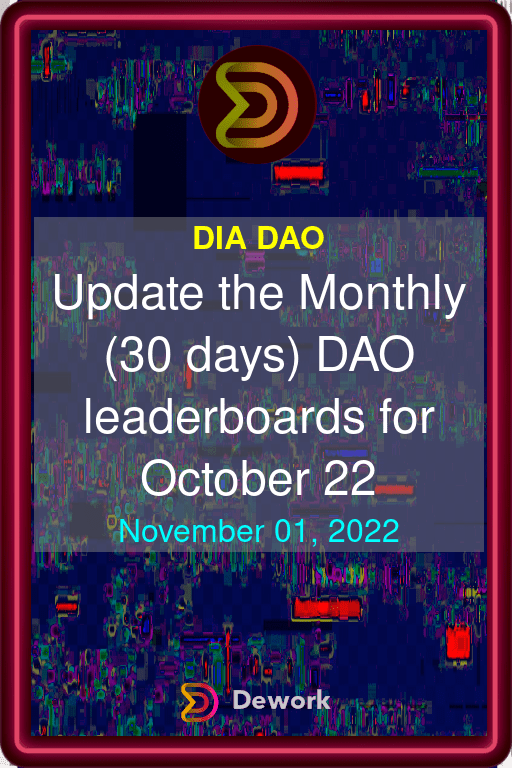 DIA DAO
Update the Monthly
(30 days) DAO
leaderboards for
October 22
November 01, 2022
Dework